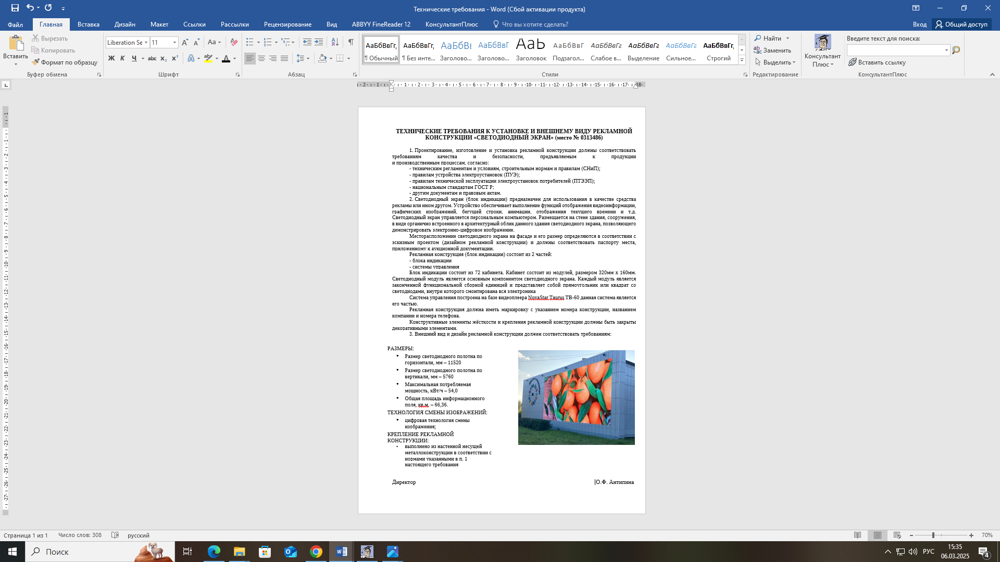 Технические требования - Word (Сбой активации продукта)
Файл Главная Вставка Дизайн Макет Ссылки Рассылки Рецензирование Вид ABBYY FineReader 12 КонсультантПлюс Что вы хотите сделать? Вход Общий доступ
Вставить
Вырезать
Копировать
Формат по образцу
Буфер обмена
Liberation Se 11
Шрифт
Абзац
АаБбВвГг, АаБбВвГг, АаБбВ АаБбВвГ АаЬ АаБбВвГ АаБбВвГг АаБбВвГг АаБбВвГг АаБбВвГг,
¶ Обычный ¶ Без инте... Заголово... Заголово... Заголовок Подзагол... Слабое в... Выделение Сильное... Строгий
Стили
Найти
Заменить
Выделить
Редактирование
Консультант
Плюс
Введите текст для поиска:
Вставить ссылку
КонсультантПлюс
ТЕХНИЧЕСКИЕ ТРЕБОВАНИЯ К УСТАНОВКЕ И ВНЕШНЕМУ ВИДУ РЕКЛАМНОЙ
КОНСТРУКЦИИ «СВЕТОДИОДНЫЙ ЭКРАН» (место № 0313486)
1. Проектирование, изготовление и установка рекламной конструкции должны соответствовать
требованиям качества и безопасности, предъявляемым к продукции
и производственным процессам, согласно:
- техническим регламентам и условиям, строительным нормам и правилам (СНиП);
- правилам устройства электроустановок (ПУЭ);
- правилам технической эксплуатации электроустановок потребителей (ПТЭЭП);
- национальным стандартам ГОСТ Р;
- другим документам и правовым актам.
2. Светодиодный экран (блок индикации) предназначен для использования в качестве средства
рекламы или ином другом. Устройство обеспечивает выполнение функций отображения видеоинформации,
графических изображений, бегущей строки, анимации, отображения текущего времени и т.д.
Светодиодный экран управляется персональным компьютером. Размещается на стене здания, сооружения,
в виде органично встроенного в архитектурный облик данного здания светодиодного экрана, позволяющего
демонстрировать электронно-цифровое изображение.
Месторасположение светодиодного экрана на фасаде и его размер определяются в соответствии с
эскизным проектом (дизайном рекламной конструкции) и должны соответствовать паспорту места,
приложенному к аукционной документации.
Рекламная конструкция (блок индикации) состоит из 2 частей:
- блока индикации
- системы управления
Блок индикации состоит из 72 кабинета. Кабинет состоит из модулей, размером 320мм х 160мм.
Светодиодный модуль является основным компонентом светодиодного экрана. Каждый модуль является
законченной функциональной сборной единицей и представляет собой прямоугольник или квадрат со
светодиодами, внутри которого смонтирована вся электроника
Система управления построена на базе видеоплеера NovaStar Taurus TB-60 данная система является
его частью.
Рекламная конструкция должна иметь маркировку с указанием номера конструкции, названием
компании и номера телефона.
Конструктивные элементы жёсткости и крепления рекламной конструкции должны быть закрыты
декоративными элементами.
3. Внешний вид и дизайн рекламной конструкции должен соответствовать требованиям:
РАЗМЕРЫ:
• Размер светодиодного полотна по
горизонтали, мм – 11520
• Размер светодиодного полотна по
вертикали, мм – 5760
• Максимальная потребляемая
мощность, кВт/ч – 54,0
• Общая площадь информационного
поля, кв.м. – 66,36.
ТЕХНОЛОГИЯ СМЕНЫ ИЗОБРАЖЕНИЙ:
• цифровая технология смены
изображения;
КРЕПЛЕНИЕ РЕКЛАМНОЙ
КОНСТРУКЦИИ:
• выполнено из настенной несущей
металлоконструкции в соответствии с
нормами указанными в п. 1
настоящего требования
Директор О.Ф. Антипина
Страница 1 из 1 Число слов: 308 русский 70%
Поиск
РУС
15:35
06.03.2025
4